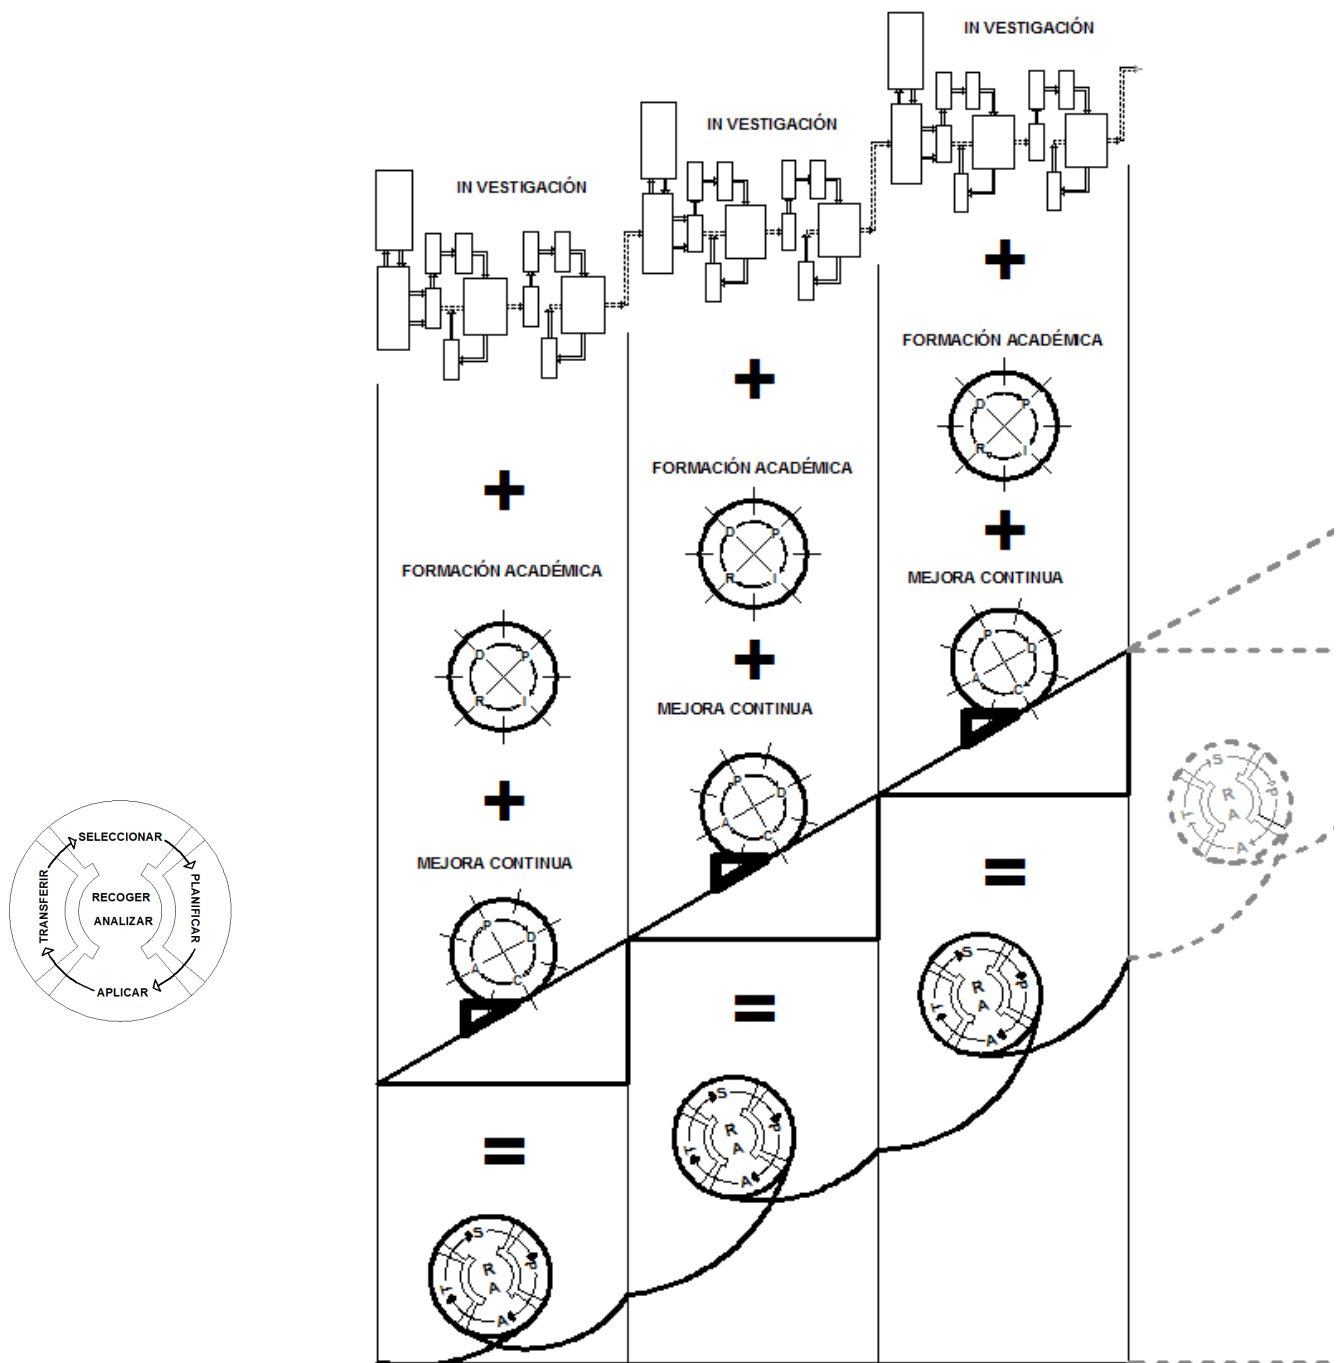 IN VESTIGACIÓN
IN VESTIGACIÓN
IN VESTIGACIÓN
FORMACIÓN ACADÉMICA
D P
R I
FORMACIÓN ACADÉMICA
D P
R I
FORMACIÓN ACADÉMICA
D P
R I
MEJORA CONTINUA
P D
A C
MEJORA CONTINUA
P D
A C
MEJORA CONTINUA
P D
A C
SELECCIONAR
PLANIFICAR
APLICAR
TRANSFERIR
RECOGER
ANALIZAR
S
P
A
T
R
A
S
P
A
T
R
A
S
P
A
T
R
A
S
P
A
T
R
A